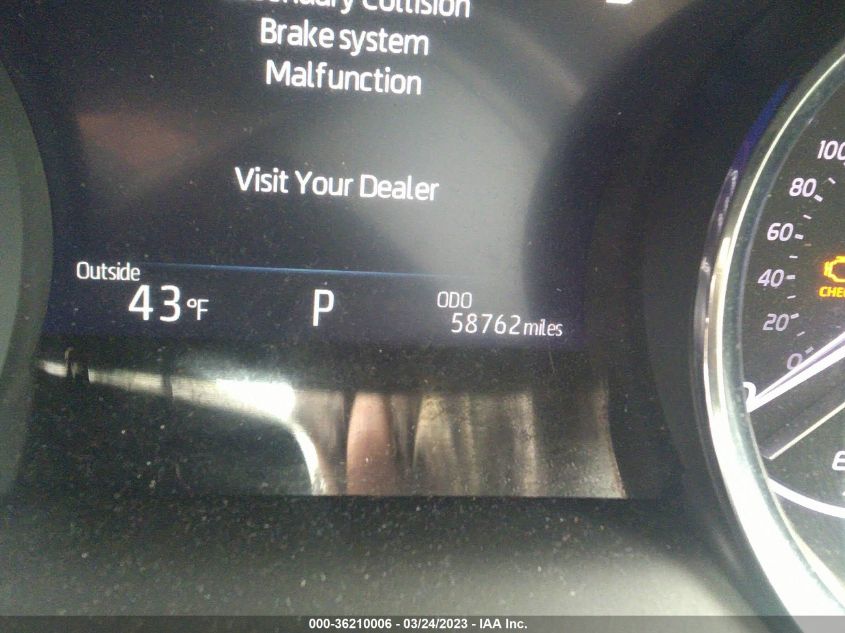 Collision
Brake system
Malfunction
Visit Your Dealer
Outside
43°F
P
ODO
58762 miles
100
80
60
40
20
0
E
000-36210006 - 03/24/2023 - IAA Inc.